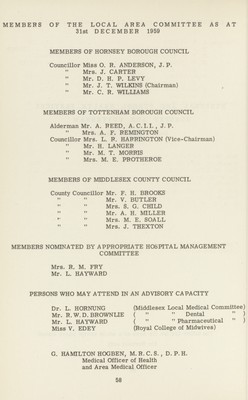 MEMBERS OF THE LOCAL AREA COMMITTEE AS AT
31st DECEMBER 1959
MEMBERS OF HORNSEY BOROUGH COUNCIL
Councillor Miss O. R. ANDERSON, J. P.
" Mrs. J. CARTER
" Mr. D. H. P. LEVY
" Mr. J. T. WILKINS (Chairman)
" Mr. C. R. WILLIAMS
MEMBERS OF TOTTENHAM BOROUGH COUNCIL
Alderman Mr. A. REED, A.C.I.I., J. P.
" Mrs. A. F. REMINGTON
Councillor Mrs. L. R. HARRINGTON (Vice-Chairman)
" Mr. H. LANGER
" Mr. M. T. MORRIS
" Mrs. M. E. PROTHEROE
MEMBERS OF MIDDLESEX COUNTY COUNCIL
County Councillor Mr. F. H. BROOKS
" " Mr. V. BUTLER
" " Mrs. S. G. CHILD
" " Mr. A. H. MILLER
" " Mrs. M. E. SOALL
" " Mrs. J. THEXTON
MEMBERS NOMINATED BY APPROPRIATE HOSPITAL MANAGEMENT
COMMITTEE
Mrs. R. M. FRY
Mr. L. HAYWARD
PERSONS WHO MAY ATTEND IN AN ADVISORY CAPACITY
Dr. L. HORNUNG (Middlesex Local Medical Committee)
Mr. R. W. D. BROWNLIE ( " " Dental " )
Mr. L. HAYWARD ( " " Pharmaceutical " )
Miss V. EDEY (Royal College of Midwives)
G. HAMILTON HOGBEN, M. R. C. S., D. P. H.
Medical Officer of Health
and Area Medical Officer
58